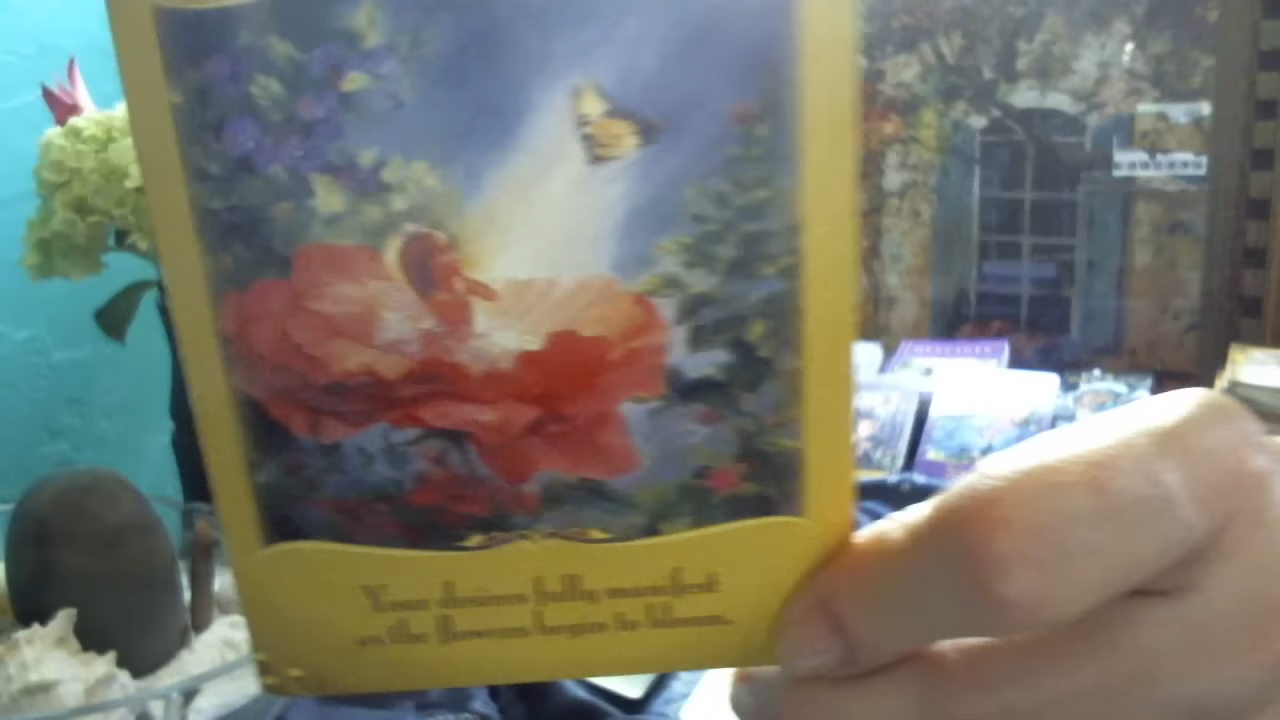 Your desires fully manifest
as the flowers begin to bloom.